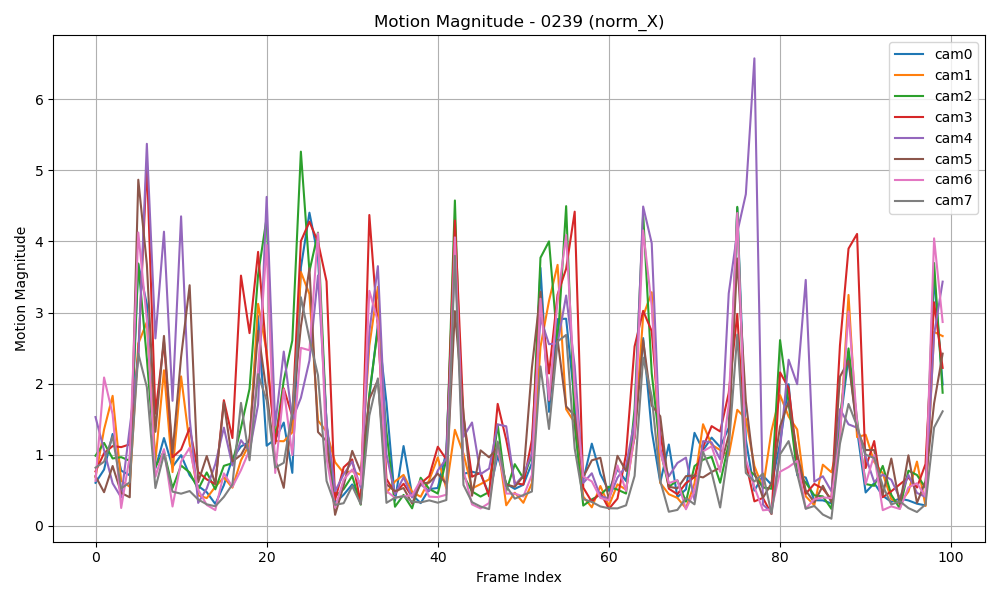 Motion Magnitude - 0239 (norm_X)
Motion Magnitude
6
5
4
3
2
1
0
0
20
40
60
80
100
Frame Index
cam0
cam1
cam2
cam3
cam4
cam5
cam6
cam7